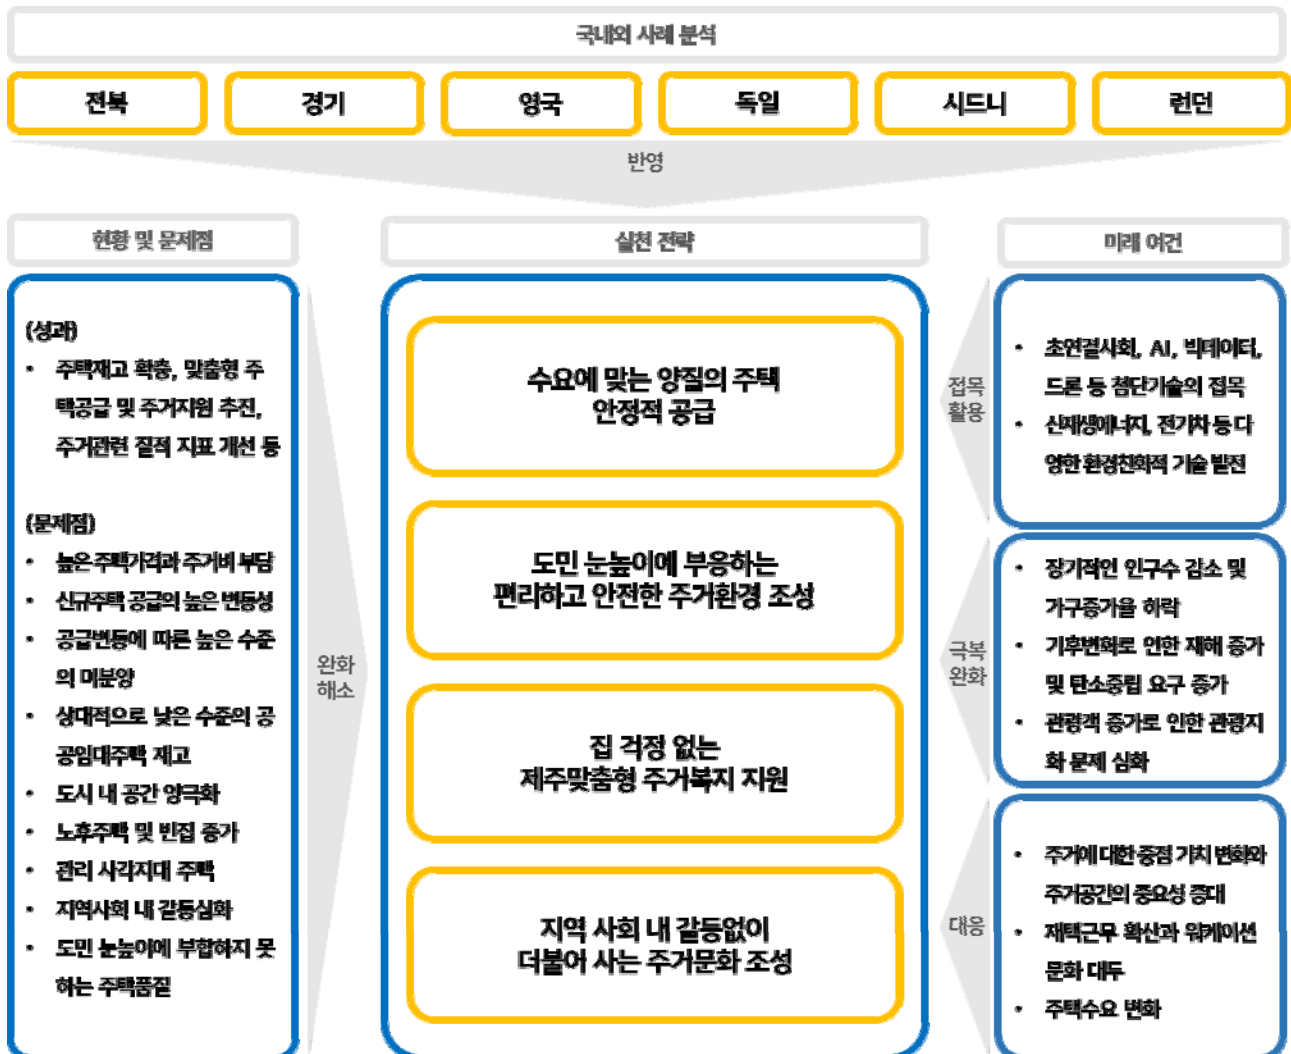 국내외 사례 분석
전북
경기
영국
독일
시드니
런던
반영
현황 및 문제점
(성과)
• 주택재고 확충, 맞춤형 주
택공급 및 주거지원 추진,
주거관련 질적 지표 개선 등
(문제점)
• 높은 주택가격과 주거비 부담
• 신규주택 공급의 높은 변동성
• 공급변동에 따른 높은 수준
의 미분양
• 상대적으로 낮은 수준의 공
공임대주택 재고
• 도시 내 공간 양극화
• 노후주택 및 빈집 증가
• 관리 사각지대 주택
• 지역사회 내 갈등심화
• 도민 눈높이에 부합하지 못
하는 주택품질
완화
해소
실천 전략
수요에 맞는 양질의 주택
안정적 공급
도민 눈높이에 부응하는
편리하고 안전한 주거환경 조성
집 걱정 없는
제주맞춤형 주거복지 지원
지역 사회 내 갈등없이
더불어 사는 주거문화 조성
미래 여건
접목
활용
• 초연결사회, AI, 빅데이터,
드론 등 첨단기술의 접목
• 신재생에너지, 전기차 등 다
양한 환경친화적 기술 발전
극복
완화
• 장기적인 인구수 감소 및
가구증가율 하락
• 기후변화로 인한 재해 증가
및 탄소중립 요구 증가
• 관광객 증가로 인한 관광지
화 문제 심화
대응
• 주거에 대한 중점 가치 변화와
주거공간의 중요성 증대
• 재택근무 확산과 워케이션
문화 대두
• 주택수요 변화